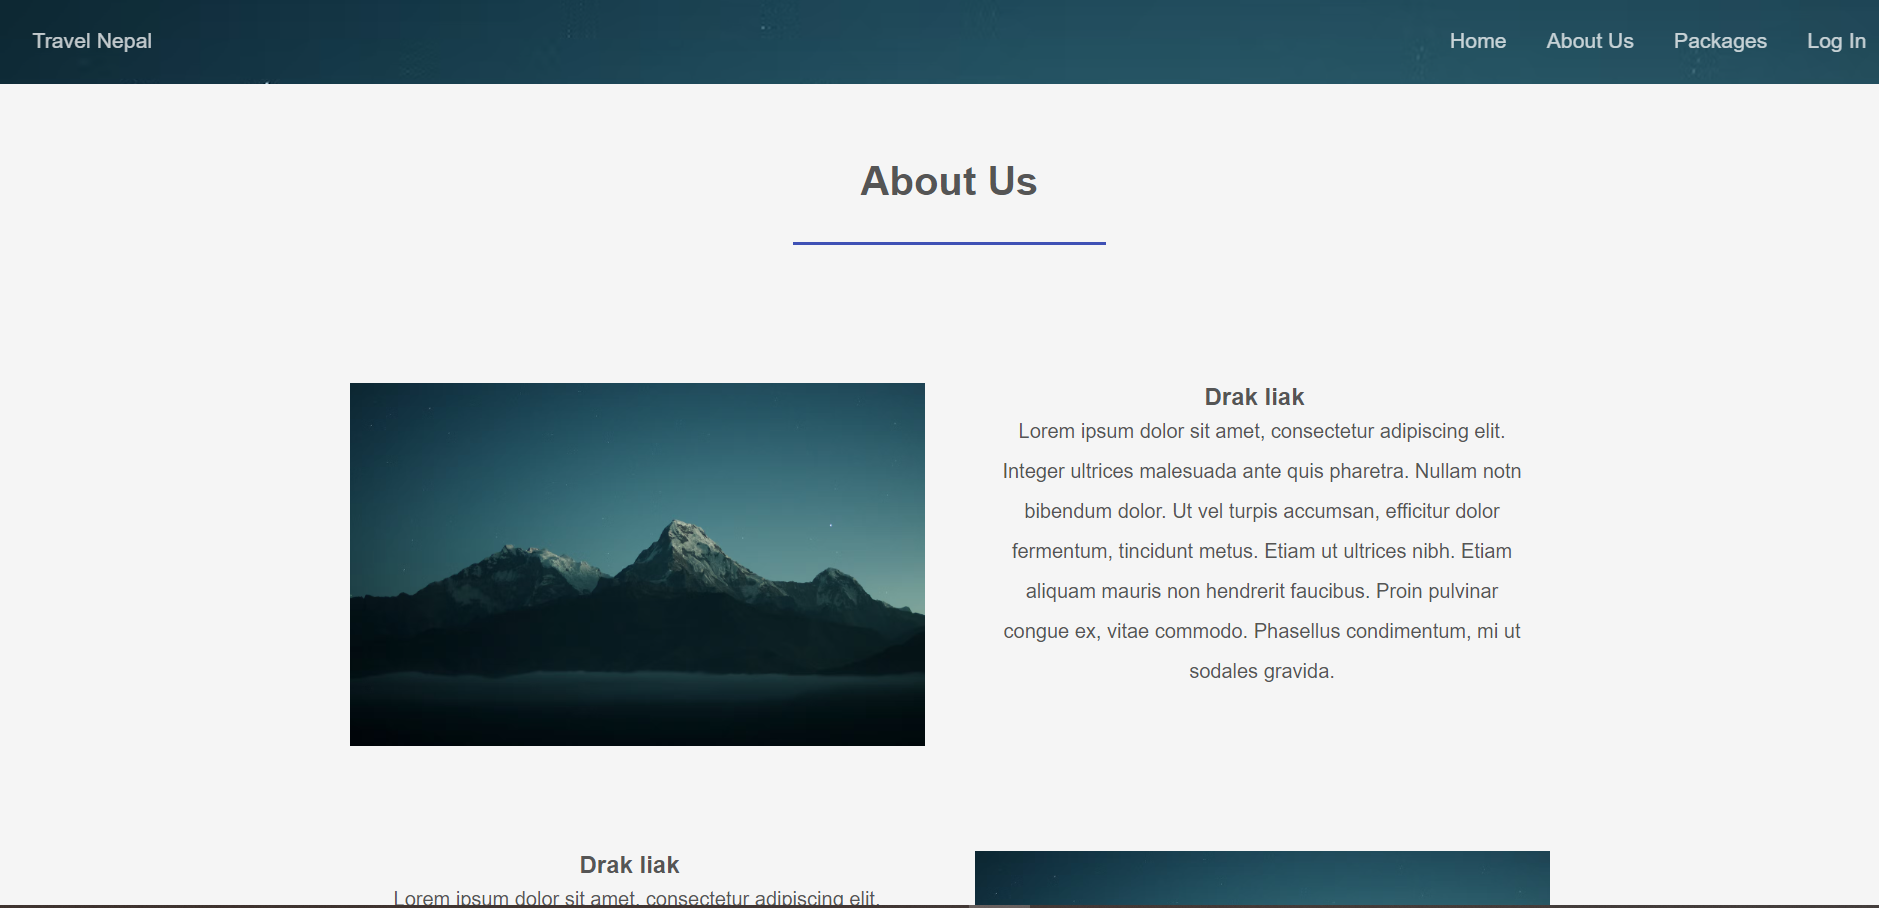 Travel Nepal
Home About Us Packages Log In
About Us
Drak liak
Lorem ipsum dolor sit amet, consectetur adipiscing elit.
Integer ultrices malesuada ante quis pharetra. Nullam notn
bibendum dolor. Ut vel turpis accumsan, efficitur dolor
fermentum, tincidunt metus. Etiam ut ultrices nibh. Etiam
aliquam mauris non hendrerit faucibus. Proin pulvinar
congue ex, vitae commodo. Phasellus condimentum, mi ut
sodales gravida.
Drak liak
Lorem ipsum dolor sit amet, consectetur adipiscing elit.